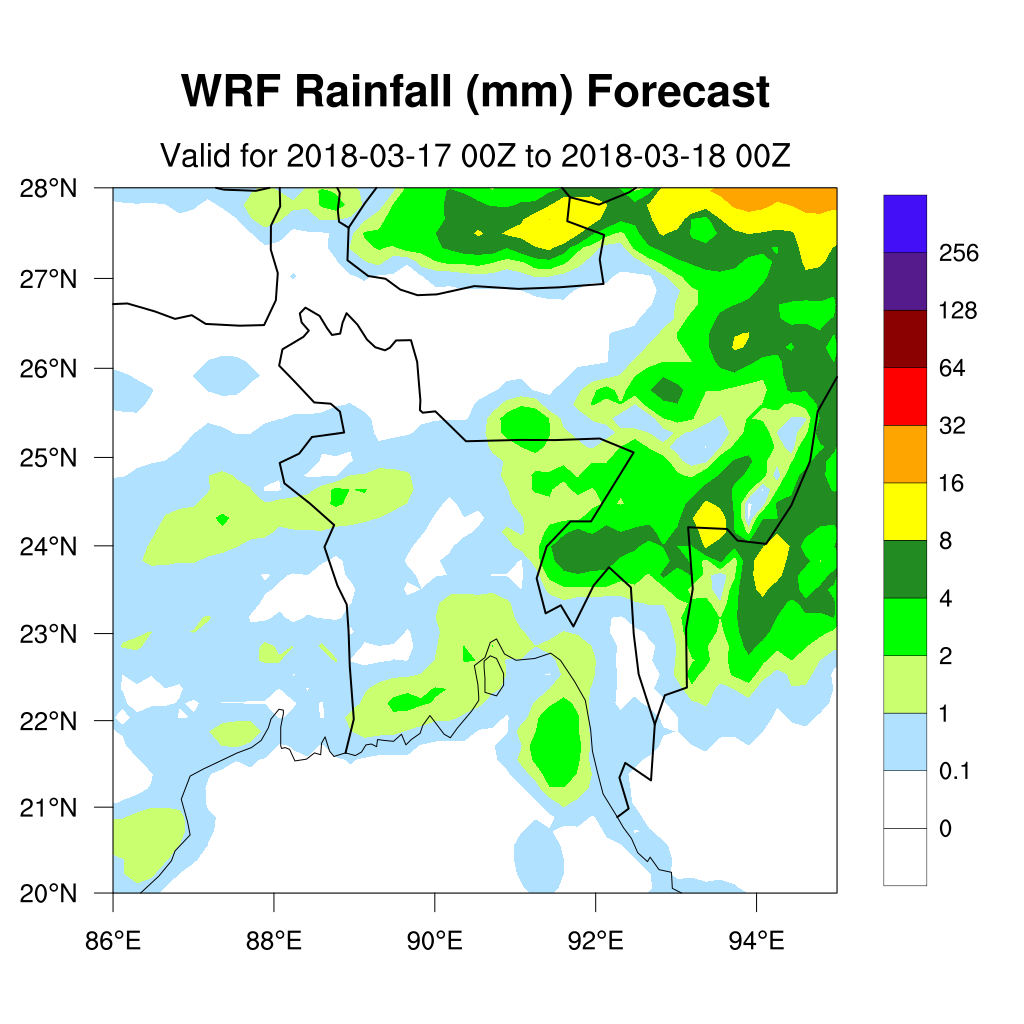 WRF Rainfall (mm) Forecast
Valid for 2018-03-17 00Z to 2018-03-18 00Z
28°N
27°N
26°N
25°N
24°N
23°N
22°N
21°N
20°N
86°E
88°E
90°E
92°E
94°E
256
128
64
32
16
8
4
2
1
0.1
0